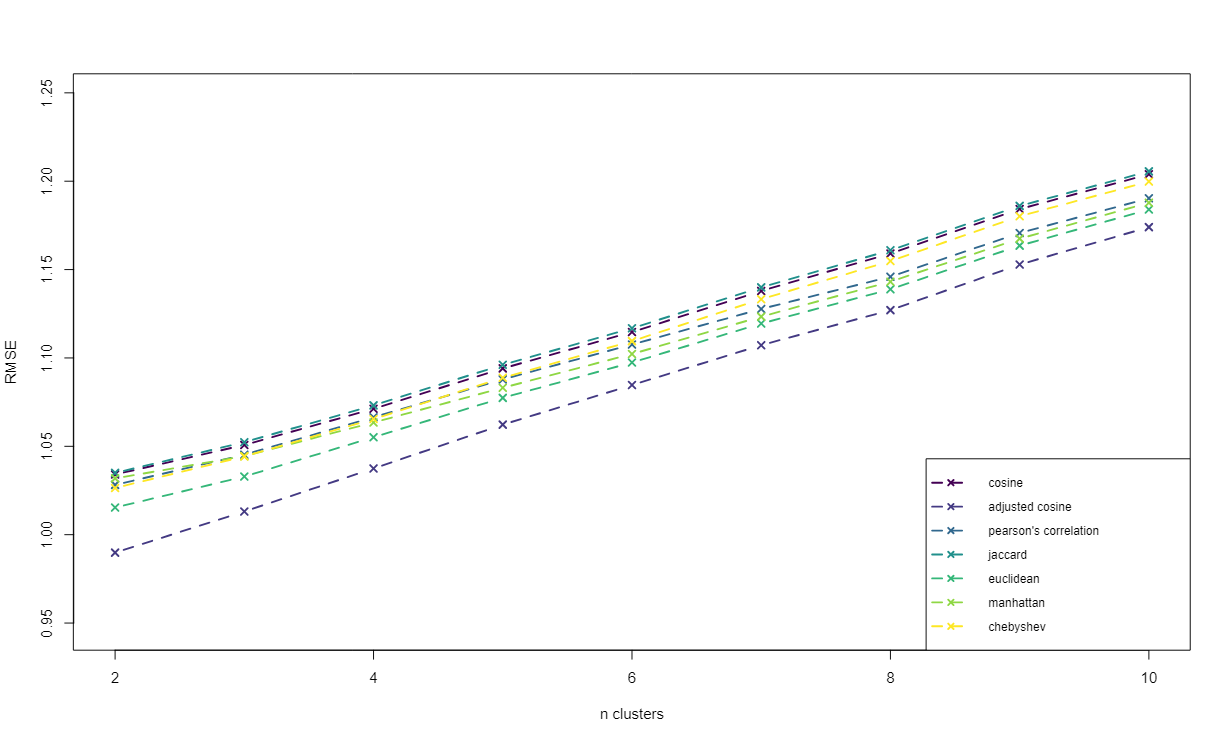 1.25
1.20
1.15
1.10
1.05
1.00
0.95
RMSE
cosine
adjusted cosine
pearson's correlation
jaccard
euclidean
manhattan
chebyshev
2 4 6 8 10
n clusters